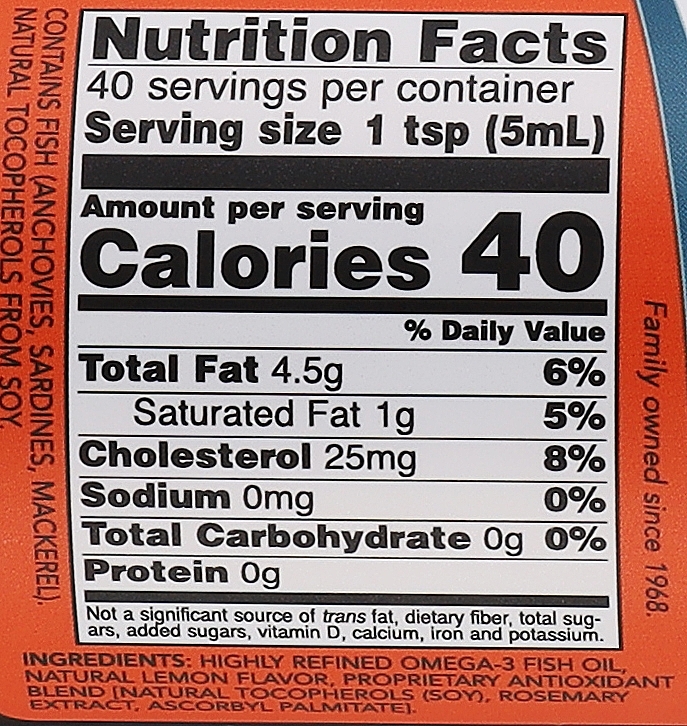 Nutrition Facts
40 servings per container
Serving size 1 tsp (5mL)
Amount per serving
Calories 40
% Daily Value
Total Fat 4.5g 6%
Saturated Fat 1g 5%
Cholesterol 25mg 8%
Sodium 0mg 0%
Total Carbohydrate 0g 0%
Protein 0g
Not a significant source of trans fat, dietary fiber, total sug-
ars, added sugars, vitamin D, calcium, iron and potassium.
INGREDIENTS: HIGHLY REFINED OMEGA-3 FISH OIL,
NATURAL LEMON FLAVOR, PROPRIETARY ANTIOXIDANT
BLEND [NATURAL TOCOPHEROLS (SOY), ROSEMARY
EXTRACT, ASCORBYL PALMITATE].
CONTAINS FISH (ANCHOVIES, SARDINES, MACKEREL).
NATURAL TOCOPHEROLS FROM SOY.
Family owned since 1968.